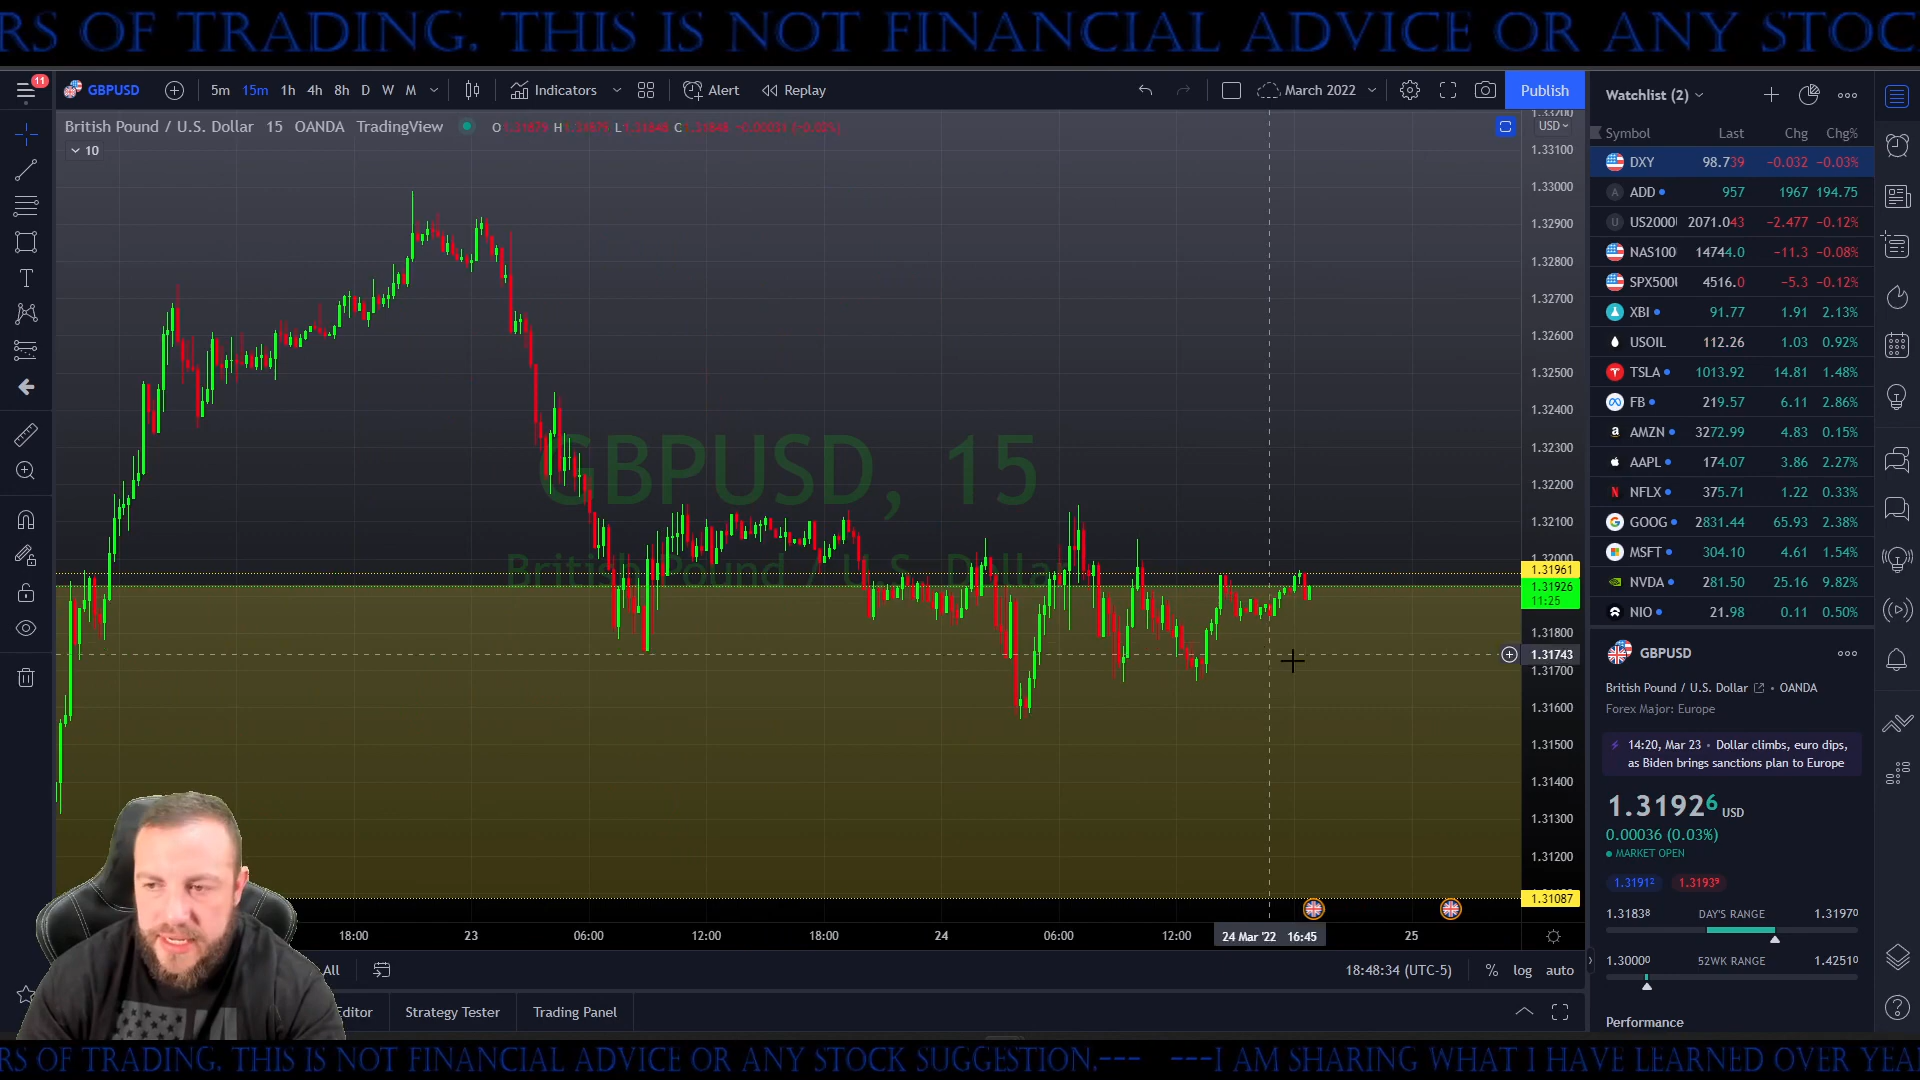 RS OF TRADING. THIS IS NOT FINANCIAL ADVICE OR ANY STOC
11
GBPUSD 5m 15m 1h 4h 8h D W M Indicators Alert Replay March 2022 Publish
British Pound / U.S. Dollar 15 OANDA TradingView
10
USD
1.33100
1.33000
1.32900
1.32800
1.32700
1.32600
1.32500
1.32400
1.32300
1.32200
1.32100
1.32000
1.31961
1.31926
11:25
1.31800
1.31743
1.31700
1.31600
1.31500
1.31400
1.31300
1.31200
1.31087
GBPUSD, 15
British Pound / U.S. Dollar
18:00 23 06:00 12:00 18:00 24 06:00 12:00 24 Mar '22 16:45 25
All 18:48:34 (UTC-5) % log auto
Editor Strategy Tester Trading Panel
Watchlist (2)
Symbol Last Chg Chg%
DXY 98.739 −0.032 −0.03%
ADD 957 1967 194.75
US2000 2071.043 −2.477 −0.12%
NAS100 14744.0 −11.3 −0.08%
SPX500 4516.0 −5.3 −0.12%
XBI 91.77 1.91 2.13%
USOIL 112.26 1.03 0.92%
TSLA 1013.92 14.81 1.48%
FB 219.57 6.11 2.86%
AMZN 3272.99 4.83 0.15%
AAPL 174.07 3.86 2.27%
NFLX 375.71 1.22 0.33%
GOOG 2831.44 65.93 2.38%
MSFT 304.10 4.61 1.54%
NVDA 281.50 25.16 9.82%
NIO 21.98 0.11 0.50%
GBPUSD
British Pound / U.S. Dollar • OANDA
Forex Major: Europe
14:20, Mar 23 • Dollar climbs, euro dips,
as Biden brings sanctions plan to Europe
1.31926 USD
0.00036 (0.03%)
MARKET OPEN
1.31912 1.31939
1.31838 DAY'S RANGE 1.31970
1.30000 52WK RANGE 1.42510
Performance
RS OF TRADING. THIS IS NOT FINANCIAL ADVICE OR ANY STOCK SUGGESTION.--- ---I AM SHARING WHAT I HAVE LEARNED OVER YEA